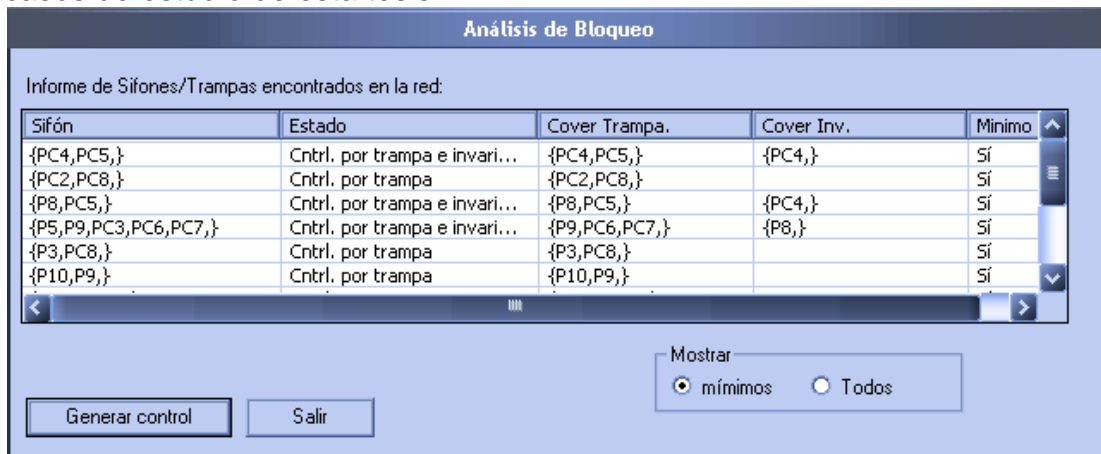 Análisis de Bloqueo
Informe de Sifones/Trampas encontrados en la red:
Sifón Estado Cover Trampa. Cover Inv. Minimo
{PC4,PC5,} Cntrl. por trampa e invari... {PC4,PC5,} {PC4,} Sí
{PC2,PC8,} Cntrl. por trampa {PC2,PC8,} Sí
{P8,PC5,} Cntrl. por trampa e invari... {P8,PC5,} {PC4,} Sí
{P5,P9,PC3,PC6,PC7,} Cntrl. por trampa e invari... {P9,PC6,PC7,} {P8,} Sí
{P3,PC8,} Cntrl. por trampa {P3,PC8,} Sí
{P10,P9,} Cntrl. por trampa {P10,P9,} Sí
Mostrar
mímimos Todos
Generar control Salir